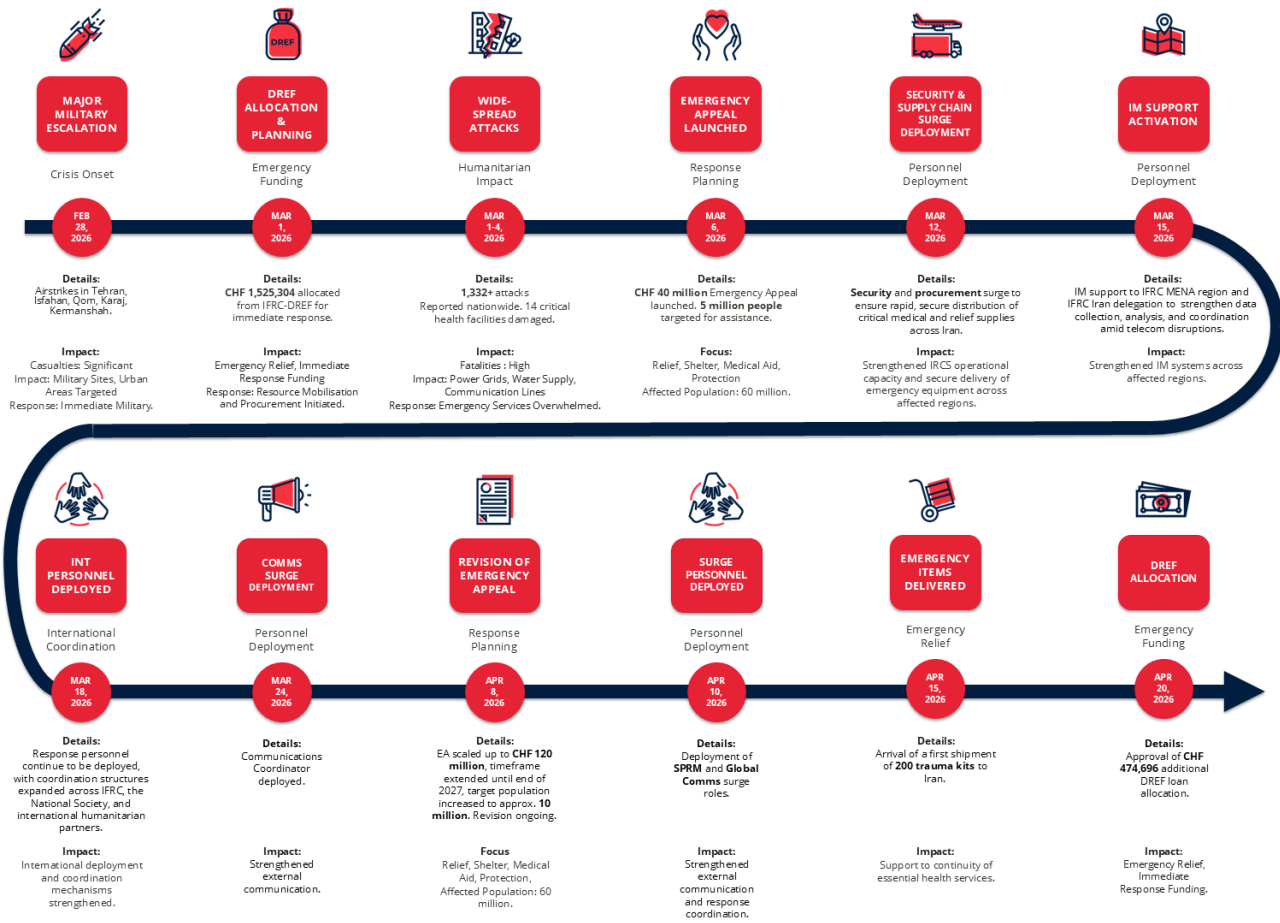 DREF
MAJOR
MILITARY
ESCALATION
Crisis Onset
FEB
28,
2026
Details:
Airstrikes in Tehran,
Isfahan, Qom, Karaj,
Kermanshah.
Impact:
Casualties: Significant
Impact: Military Sites, Urban
Areas Targeted
Response: Immediate Military.
DREF
ALLOCATION
&
PLANNING
Emergency
Funding
MAR
1,
2026
Details:
CHF 1,525,304 allocated
from IFRC-DREF for
immediate response.
Impact:
Emergency Relief, Immediate
Response Funding
Response: Resource Mobilisation
and Procurement Initiated.
WIDE-
SPREAD
ATTACKS
Humanitarian
Impact
MAR
1-4,
2026
Details:
1,332+ attacks
Reported nationwide. 14 critical
health facilities damaged.
Impact:
Fatalities : High
Impact: Power Grids, Water Supply,
Communication Lines
Response: Emergency Services Overwhelmed.
EMERGENCY
APPEAL
LAUNCHED
Response
Planning
MAR
6,
2026
Details:
CHF 40 million Emergency Appeal
launched. 5 million people
targeted for assistance.
Focus:
Relief, Shelter, Medical Aid,
Protection
Affected Population: 60 million.
SECURITY &
SUPPLY CHAIN
SURGE
DEPLOYMENT
Personnel
Deployment
MAR
12,
2026
Details:
Security and procurement surge to
ensure rapid, secure distribution of
critical medical and relief supplies
across Iran.
Impact:
Strengthened IRCS operational
capacity and secure delivery of
emergency equipment across
affected regions.
IM SUPPORT
ACTIVATION
Personnel
Deployment
MAR
15,
2026
Details:
IM support to IFRC MENA region and
IFRC Iran delegation to strengthen data
collection, analysis, and coordination
amid telecom disruptions.
Impact:
Strengthened IM systems across
affected regions.
INT
PERSONNEL
DEPLOYED
International
Coordination
MAR
18,
2026
Details:
Response personnel
continue to be deployed,
with coordination structures
expanded across IFRC, the
National Society, and
international humanitarian
partners.
Impact:
International deployment
and coordination
mechanisms
strengthened.
COMMS
SURGE
DEPLOYMENT
Personnel
Deployment
MAR
24,
2026
Details:
Communications
Coordinator
deployed.
Impact:
Strengthened
external
communication.
REVISION OF
EMERGENCY
APPEAL
Response
Planning
APR
8,
2026
Details:
EA scaled up to CHF 120
million, timeframe
extended until end of
2027, target population
increased to approx. 10
million. Revision ongoing.
Focus
Relief, Shelter, Medical
Aid, Protection,
Affected Population: 60
million.
SURGE
PERSONNEL
DEPLOYED
Personnel
Deployment
APR
10,
2026
Details:
Deployment of
SPRM and Global
Comms surge
roles.
Impact:
Strengthened
external
communication
and response
coordination.
EMERGENCY
ITEMS
DELIVERED
Emergency
Relief
APR
15,
2026
Details:
Arrival of a first shipment
of 200 trauma kits to
Iran.
Impact:
Support to continuity of
essential health services.
DREF
ALLOCATION
Emergency
Funding
APR
20,
2026
Details:
Approval of CHF
474,696 additional
DREF loan
allocation.
Impact:
Emergency Relief,
Immediate
Response Funding.